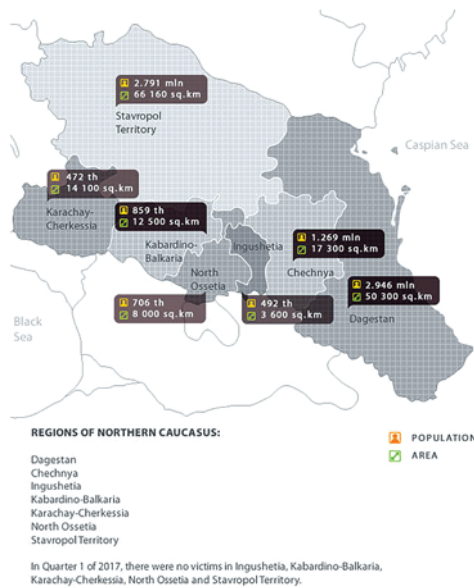 2.791 mln
66 160 sq.km
Stavropol
Territory
Caspian Sea
472 th
14 100 sq.km
Karachay-
Cherkessia
859 th
12 500 sq.km
Kabardino-
Balkaria
Ingushetia
1.269 mln
17 300 sq.km
Chechnya
North
Ossetia
2.946 mln
50 300 sq.km
Dagestan
706 th
8 000 sq.km
492 th
3 600 sq.km
Black
Sea
REGIONS OF NORTHERN CAUCASUS:
POPULATION
AREA
Dagestan
Chechnya
Ingushetia
Kabardino-Balkaria
Karachay-Cherkessia
North Ossetia
Stavropol Territory
In Quarter 1 of 2017, there were no victims in Ingushetia, Kabardino-Balkaria,
Karachay-Cherkessia, North Ossetia and Stavropol Territory.